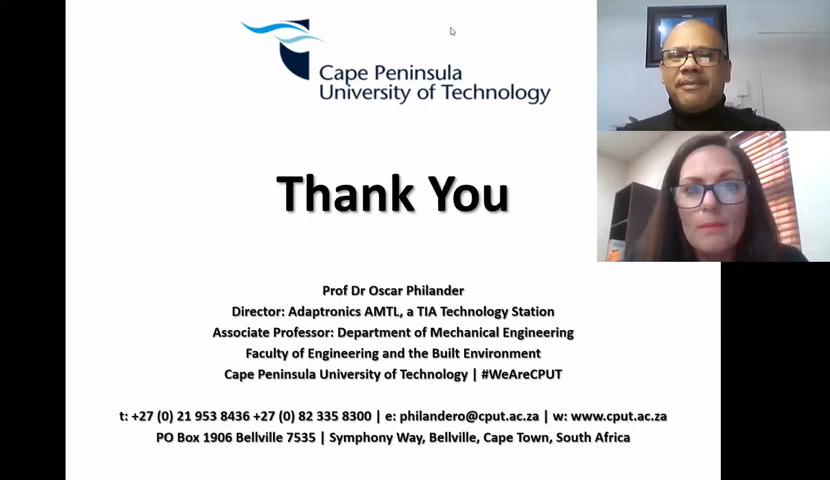 Cape Peninsula
University of Technology
Thank You
Prof Dr Oscar Philander
Director: Adaptronics AMTL, a TIA Technology Station
Associate Professor: Department of Mechanical Engineering
Faculty of Engineering and the Built Environment
Cape Peninsula University of Technology | #WeAreCPUT
t: +27 (0) 21 953 8436 +27 (0) 82 335 8300 | e: philandero@cput.ac.za | w: www.cput.ac.za
PO Box 1906 Bellville 7535 | Symphony Way, Bellville, Cape Town, South Africa